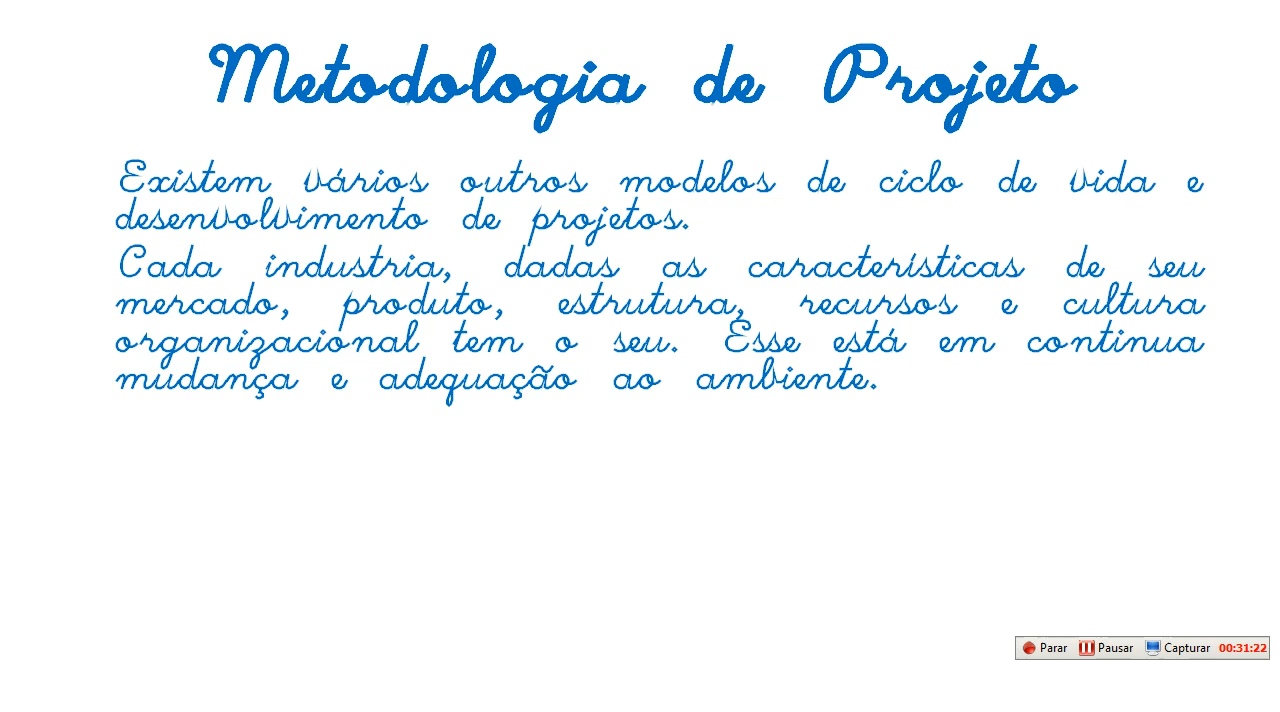 Metodologia de Projeto
Existem vários outros modelos de ciclo de vida e
desenvolvimento de projetos.
Cada industria, dadas as características de seu
mercado, produto, estrutura, recursos e cultura
organizacional tem o seu. Esse está em continua
mudança e adequação ao ambiente.
Parar Pausar Capturar 00:31:22